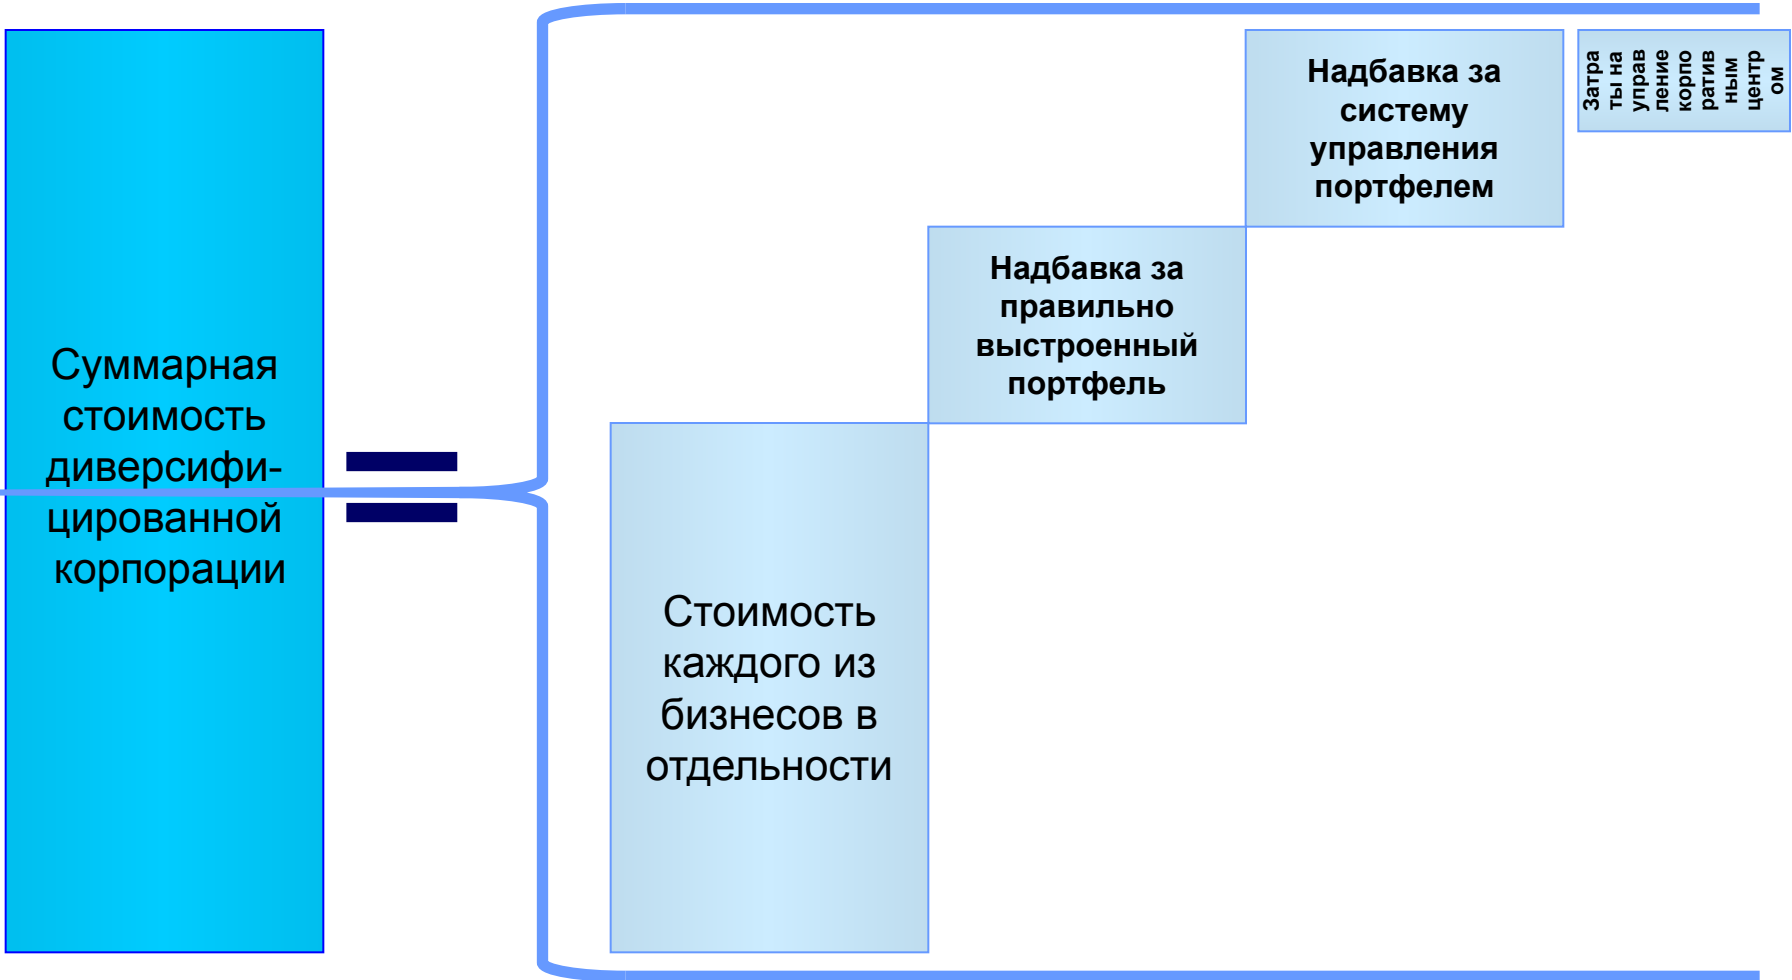 Суммарная
стоимость
диверсифи-
цированной
корпорации
Стоимость
каждого из
бизнесов в
отдельности
Надбавка за
правильно
выстроенный
портфель
Надбавка за
систему
управления
портфелем
Затра
ты на
управ
ление
корпо
ратив
ным
центр
ом